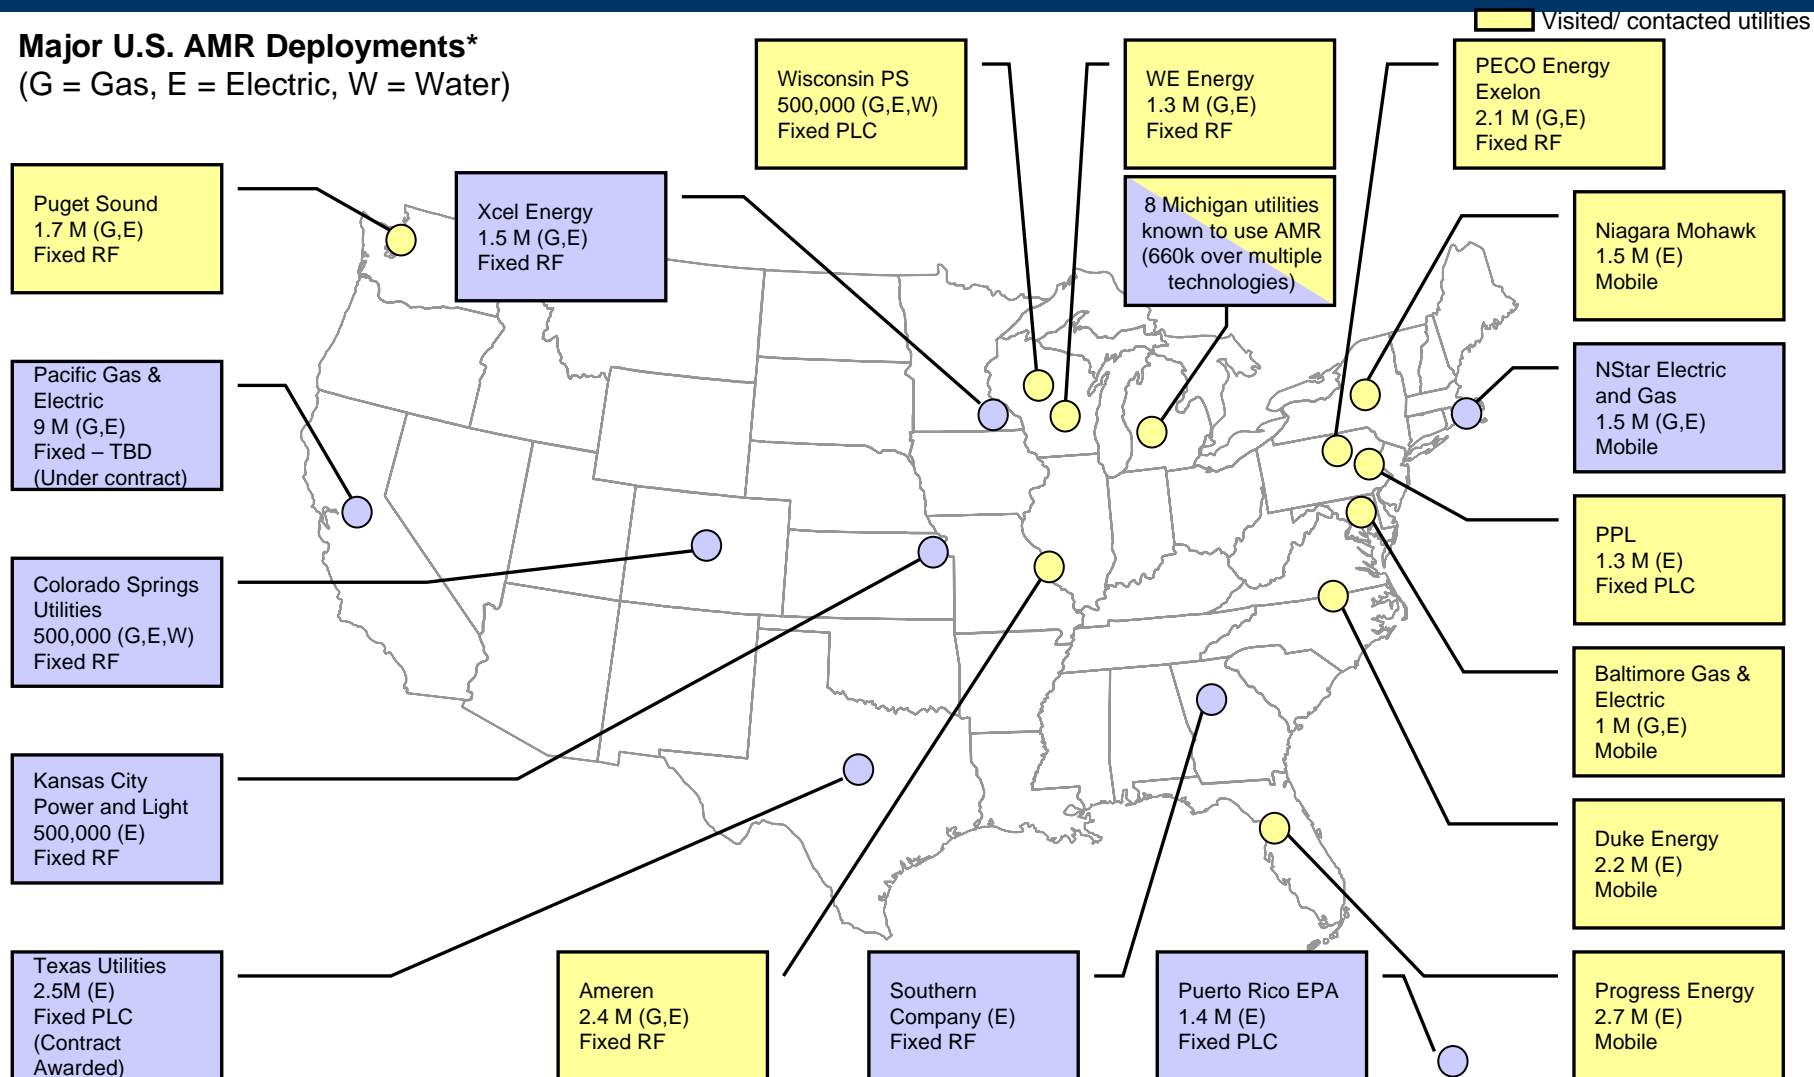 Visited/ contacted utilities
Major U.S. AMR Deployments*
(G = Gas, E = Electric, W = Water)
Wisconsin PS
500,000 (G,E,W)
Fixed PLC
WE Energy
1.3 M (G,E)
Fixed RF
PECO Energy
Exelon
2.1 M (G,E)
Fixed RF
Puget Sound
1.7 M (G,E)
Fixed RF
Xcel Energy
1.5 M (G,E)
Fixed RF
8 Michigan utilities
known to use AMR
(660k over multiple
technologies)
Niagara Mohawk
1.5 M (E)
Mobile
Pacific Gas &
Electric
9 M (G,E)
Fixed – TBD
(Under contract)
NStar Electric
and Gas
1.5 M (G,E)
Mobile
Colorado Springs
Utilities
500,000 (G,E,W)
Fixed RF
PPL
1.3 M (E)
Fixed PLC
Baltimore Gas &
Electric
1 M (G,E)
Mobile
Kansas City
Power and Light
500,000 (E)
Fixed RF
Duke Energy
2.2 M (E)
Mobile
Texas Utilities
2.5M (E)
Fixed PLC
(Contract
Awarded)
Ameren
2.4 M (G,E)
Fixed RF
Southern
Company (E)
Fixed RF
Puerto Rico EPA
1.4 M (E)
Fixed PLC
Progress Energy
2.7 M (E)
Mobile